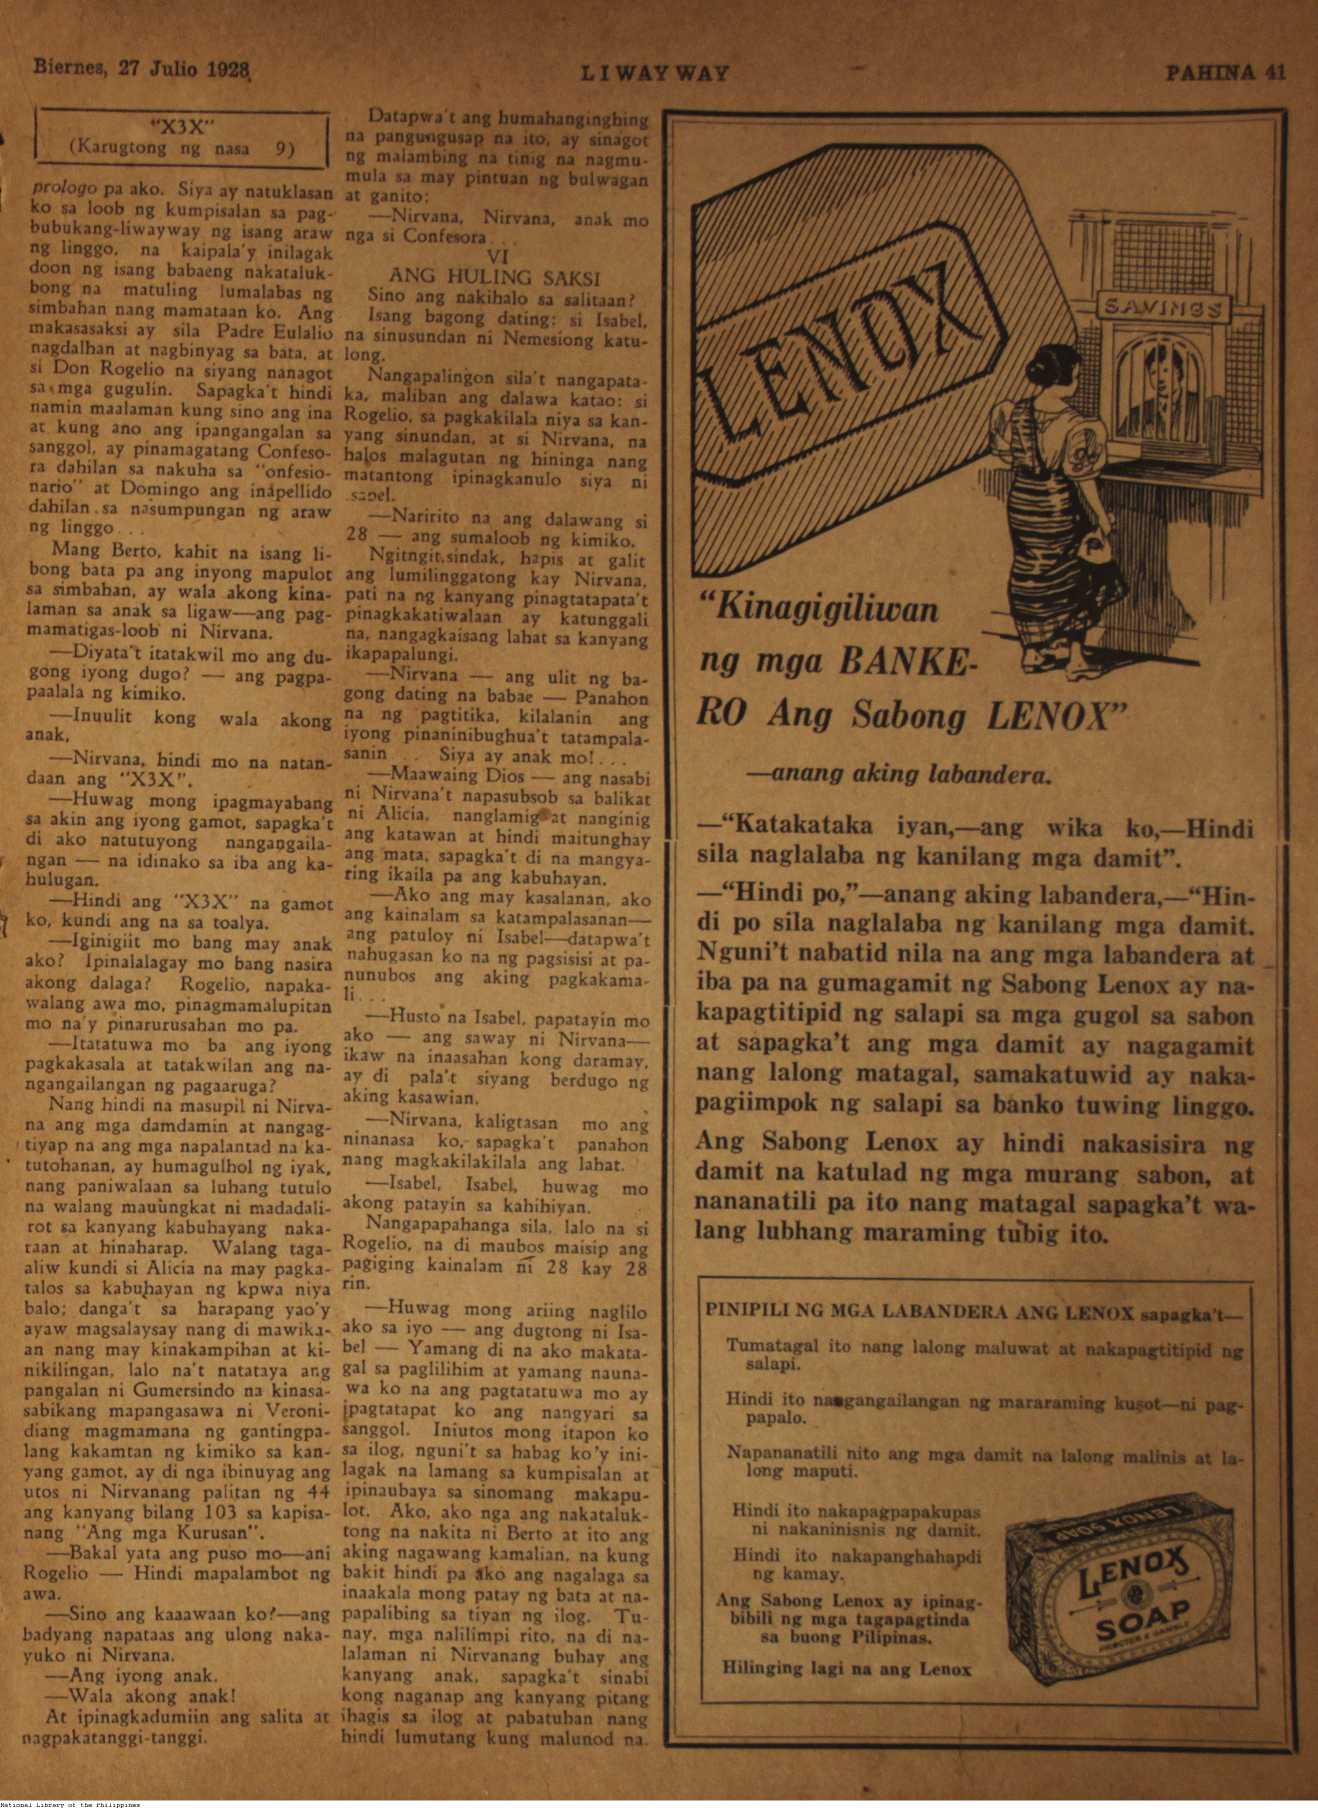 Biernes, 27 Julio 1928
LIWAYWAY
PAHINA 41
"X3X"
(Karugtong ng nasa 9)
prologo pa ako. Siya ay natuklasan
ko sa loob ng kumpisalan sa pag-
bubukang-liwayway ng isang araw
ng linggo, na kaipala'y inilagak
doon ng isang babaeng nakataluk-
bong na matuling lumalabas ng
simbahan nang mamataan ko. Ang
makasasaksi ay sila Padre Eulalio
nagdalhan at nagbinyag sa bata, at
si Don Rogelio na siyang nanagot
sa mga gugulin. Sapagka't hindi
namin maalaman kung sino ang ina
at kung ano ang ipangangalan sa
sanggol, ay pinamagatang Confeso-
ra dahilan sa nakuha sa "onfesio-
nario" at Domingo ang inápellido
dahilan sa nasumpungan ng araw
ng linggo . . .
Mang Berto, kahit na isang li-
bong bata pa ang inyong mapulot
sa simbahan, ay wala akong kina-
laman sa anak sa ligaw—ang pag-
mamatigas-loob ni Nirvana.
—Diyata't itatakwil mo ang du-
gong iyong dugo? — ang pagpa-
paalala ng kimiko.
—Inuulit kong wala akong
anak,
—Nirvana, hindi mo na natan-
daan ang "X3X".
—Huwag mong ipagmayabang
sa akin ang iyong gamot, sapagka't
di ako natutuyong nangangaila-
ngan — na idinako sa iba ang ka-
hulugan.
—Hindi ang "X3X" na gamot
ko, kundi ang na sa toalya.
—Iginigiit mo bang may anak
ako? Ipinalalagay mo bang nasira
akong dalaga? Rogelio, napaka-
walang awa mo, pinagmamalupitan
mo na'y pinarurusahan mo pa.
—Itatatuwa mo ba ang iyong
pagkakasala at tatakwilan ang na-
ngangailangan ng pagaaruga?
Nang hindi na masupil ni Nirva-
na ang mga damdamin at nangag-
tiyap na ang mga napalantad na ka-
tutohanan, ay humagulhol ng iyak,
nang paniwalaan sa luhang tutulo
na walang mauungkat ni madadali-
rot sa kanyang kabuhayang naka-
raan at hinaharap. Walang taga-
aliw kundi si Alicia na may pagka-
talos sa kabuhayan ng kpwa niya
balo; danga't sa harapang yao'y
ayaw magsalaysay nang di mawika-
an nang may kinakampihan at ki-
nikilingan, lalo na't natataya ang
pangalan ni Gumersindo na kinasa-
sabikang mapangasawa ni Veroni-
diang magmamana ng gantingpa-
lang kakamtan ng kimiko sa kan-
yang gamot, ay di nga ibinuyag ang
utos ni Nirvanang palitan ng 44
ang kanyang bilang 103 sa kapisa-
nang "Ang mga Kurusan".
—Bakal yata ang puso mo—ani
Rogelio — Hindi mapalambot ng
awa.
—Sino ang kaaawaan ko?—ang
badyang napataas ang ulong naka-
yuko ni Nirvana.
—Ang iyong anak.
—Wala akong anak!
At ipinagkadumiin ang salita at
nagpakatanggi-tanggi.
Datapwa't ang humahanginghing
na pangungusap na ito, ay sinagot
ng malambing na tinig na nagmu-
mula sa may pintuan ng bulwagan
at ganito:
—Nirvana, Nirvana, anak mo
nga si Confesora . . .
VI
ANG HULING SAKSI
Sino ang nakihalo sa salitaan?
Isang bagong dating: si Isabel,
na sinusundan ni Nemesiong katu-
long.
Nangapalingon sila't nangapata-
ka, maliban ang dalawa katao: si
Rogelio, sa pagkakilala niya sa kan-
yang sinundan, at si Nirvana, na
halos malagutan ng hininga nang
matantong ipinagkanulo siya ni
.sabel.
—Naririto na ang dalawang si
28 — ang sumaloob ng kimiko.
Ngitngit.sindak, hapis at galit
ang lumilinggatong kay Nirvana,
pati na ng kanyang pinagtatapata't
pinagkakatiwalaan ay katunggali
na, nangagkaisang lahat sa kanyang
ikapapalungi.
—Nirvana — ang ulit ng ba-
gong dating na babae — Panahon
na ng pagtitika, kilalanin ang
iyong pinaninibughua't tatampala-
sanin . . Siya ay anak mo! . . .
—Maawaing Dios — ang nasabi
ni Nirvana't napasubsob sa balikat
ni Alicia, nanglamig at nanginig
ang katawan at hindi maitunghay
ang mata, sapagka't di na mangya-
ring ikaila pa ang kabuhayan.
—Ako ang may kasalanan, ako
ang kainalam sa katampalasanan—
ang patuloy ni Isabel—datapwa't
nahugasan ko na ng pagsisisi at pa-
nunubos ang aking pagkakama-
li . . .
—Husto na Isabel, papatayin mo
ako — ang saway ni Nirvana—
ikaw na inaasahan kong daramay,
ay di pala't siyang berdugo ng
aking kasawian.
—Nirvana, kaligtasan mo ang
ninanasa ko, sapagka't panahon
nang magkakilakilala ang lahat.
—Isabel, Isabel, huwag mo
akong patayin sa kahihiyan.
Nangapapahanga sila, lalo na si
Rogelio, na di maubos maisip ang
pagiging kainalam ni 28 kay 28
rin.
—Huwag mong ariing naglilo
ako sa iyo — ang dugtong ni Isa-
bel — Yamang di na ako makata-
gal sa paglilihim at yamang nauna-
wa ko na ang pagtatatuwa mo ay
ipagtatapat ko ang nangyari sa
sanggol. Iniutos mong itapon ko
sa ilog, nguni't sa habag ko'y ini-
lagak na lamang sa kumpisalan at
ipinaubaya sa sinomang makapu-
lot. Ako, ako nga ang nakataluk-
tong na nakita ni Berto at ito ang
aking nagawang kamalian, na kung
bakit hindi pa ako ang nagalaga sa
inaakala mong patay ng bata at na-
papalibing sa tiyan ng ilog. Tu-
nay, mga nalilimpi rito, na di na-
lalaman ni Nirvanang buhay ang
kanyang anak, sapagka't sinabi
kong naganap ang kanyang pitang
ihagis sa ilog at pabatuban nang
hindi lumutang kung malunod na.
LENOX
SAVINGS
"Kinagigiliwan
ng mga BANKE-
RO Ang Sabong LENOX"
—anang aking labandera.
—"Katakataka iyan,—ang wika ko,—Hindi
sila naglalaba ng kanilang mga damit".
—"Hindi po,"—anang aking labandera,—"Hin-
di po sila naglalaba ng kanilang mga damit.
Nguni't nabatid nila na ang mga labandera at
iba pa na gumagamit ng Sabong Lenox ay na-
kapagtitipid ng salapi sa mga gugol sa sabon
at sapagka't ang mga damit ay nagagamit
nang lalong matagal, samakatuwid ay naka-
pagiimpok ng salapi sa banko tuwing linggo.
Ang Sabong Lenox ay hindi nakasisira ng
damit na katulad ng mga murang sabon, at
nananatili pa ito nang matagal sapagka't wa-
lang lubhang maraming tubig ito.
PINIPILI NG MGA LABANDERA ANG LENOX sapagka't—
Tumatagal ito nang lalong maluwat at nakapagtitipid ng
salapi.
Hindi ito nangangailangan ng mararaming kusot—ni pag-
papalo.
Napananatili nito ang mga damit na lalong malinis at la-
long maputi.
Hindi ito nakapagpapakupas
ni nakaninisnis ng damit.
Hindi ito nakapanghahapdi
ng kamay.
Ang Sabong Lenox ay ipinag-
bibili ng mga tagapagtinda
sa buong Pilipinas.
Hilinging lagi na ang Lenox
LENOX SOAP
LENOX
SOAP
PROCTER & GAMBLE
National Library of the Philippines